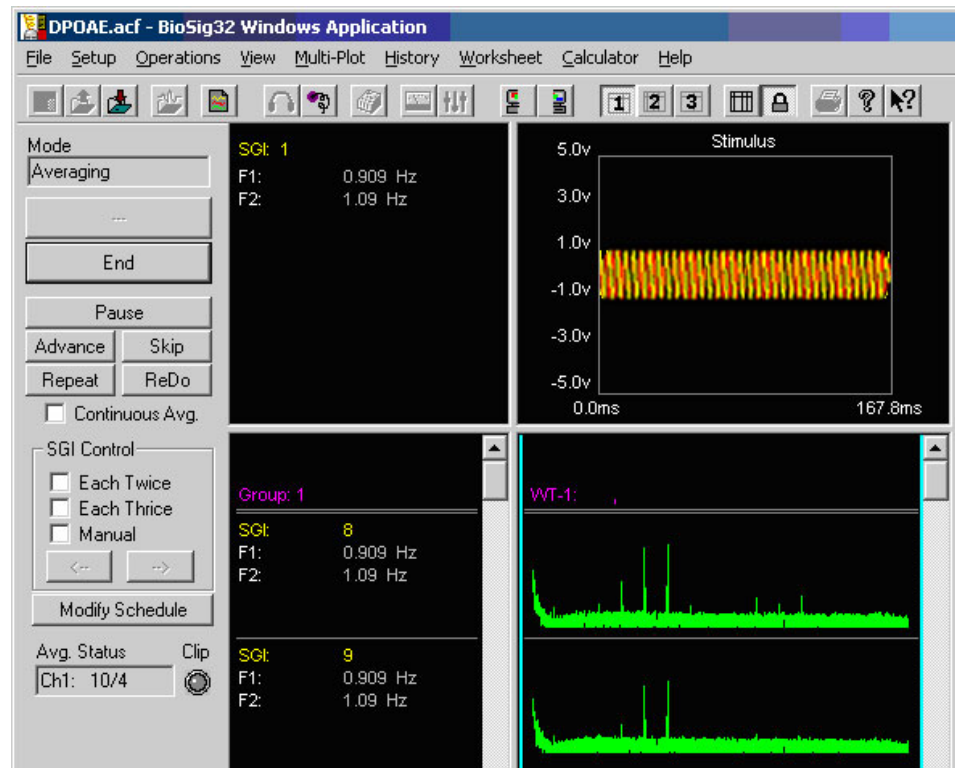 DPOAE.acf - BioSig32 Windows Application
File Setup Operations View Multi-Plot History Worksheet Calculator Help
1 2 3
Mode
Averaging
---
End
Pause
Advance Skip
Repeat ReDo
Continuous Avg.
SGI Control
Each Twice
Each Thrice
Manual
<-- -->
Modify Schedule
Avg. Status Clip
Ch1: 10/4
SGI: 1
F1: 0.909 Hz
F2: 1.09 Hz
Stimulus
5.0v
3.0v
1.0v
-1.0v
-3.0v
-5.0v
0.0ms 167.8ms
Group: 1
SGI: 8
F1: 0.909 Hz
F2: 1.09 Hz
SGI: 9
F1: 0.909 Hz
F2: 1.09 Hz
WT-1: ,